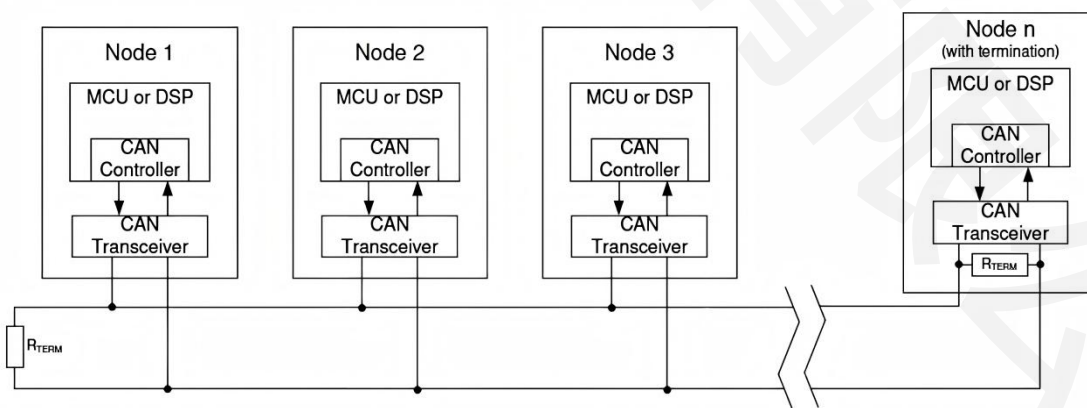 Node 1
MCU or DSP
CAN
Controller
CAN
Transceiver
Node 2
MCU or DSP
CAN
Controller
CAN
Transceiver
Node 3
MCU or DSP
CAN
Controller
CAN
Transceiver
Node n
(with termination)
MCU or DSP
CAN
Controller
CAN
Transceiver
RTERM
RTERM